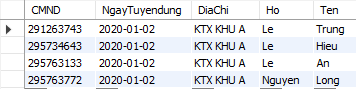 CMND NgayTuyendung DiaChi Ho Ten
291263743 2020-01-02 KTX KHU A Le Trung
295734643 2020-01-02 KTX KHU A Le Hieu
295763133 2020-01-02 KTX KHU A Le An
295763772 2020-01-02 KTX KHU A Nguyen Long